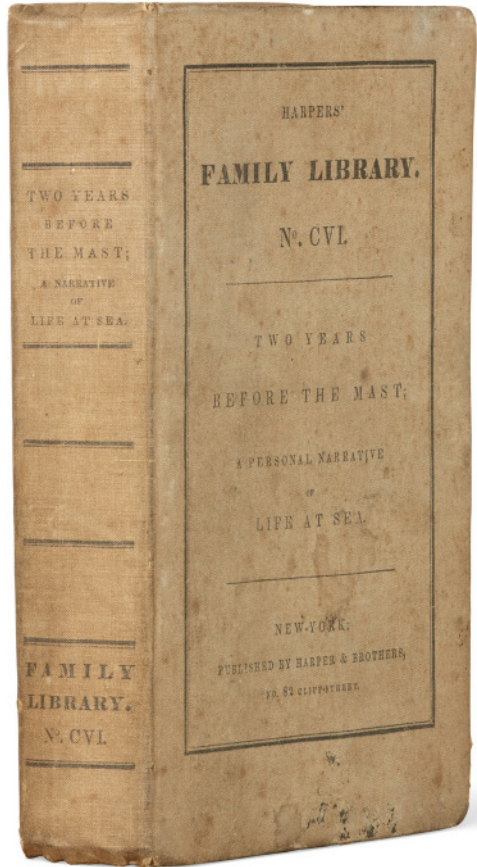 TWO YEARS
BEFORE
THE MAST;
A NARRATIVE
OF
LIFE AT SEA.
FAMILY
LIBRARY.
No. CVI.
HARPERS'
FAMILY LIBRARY.
No. CVI.
TWO YEARS
BEFORE THE MAST;
A PERSONAL NARRATIVE
OF
LIFE AT SEA.
NEW-YORK:
PUBLISHED BY HARPER & BROTHERS,
NO. 82 CLIFF-STREET.